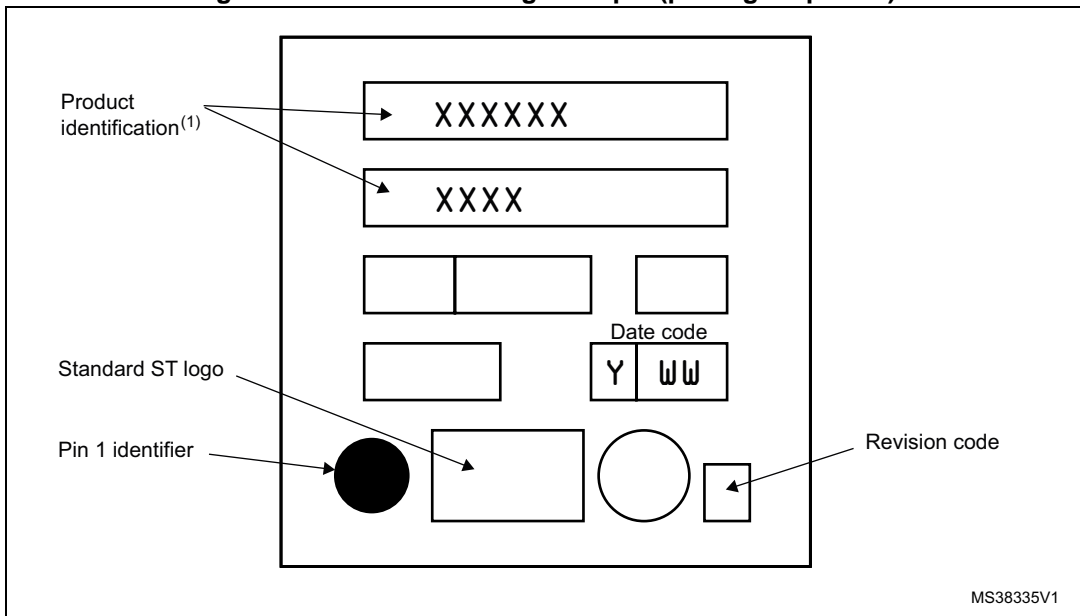 Product
identification(1)
XXXXXX
XXXX
Date code
Y WW
Standard ST logo
Pin 1 identifier
Revision code
MS38335V1